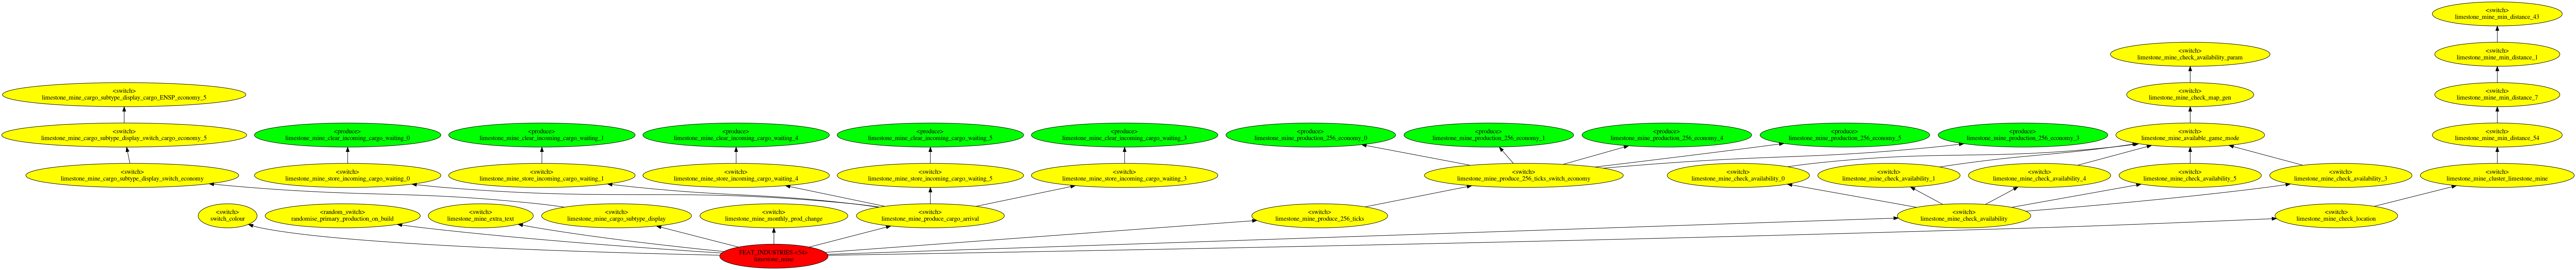 <switch>
limestone_mine_min_distance_43
<switch>
limestone_mine_check_availability_param
<switch>
limestone_mine_min_distance_1
<switch>
limestone_mine_cargo_subtype_display_cargo_ENSP_economy_5
<switch>
limestone_mine_check_map_gen
<switch>
limestone_mine_min_distance_7
<switch>
limestone_mine_cargo_subtype_display_switch_cargo_economy_5
<produce>
limestone_mine_clear_incoming_cargo_waiting_0
<produce>
limestone_mine_clear_incoming_cargo_waiting_1
<produce>
limestone_mine_clear_incoming_cargo_waiting_4
<produce>
limestone_mine_clear_incoming_cargo_waiting_5
<produce>
limestone_mine_clear_incoming_cargo_waiting_3
<produce>
limestone_mine_production_256_economy_0
<produce>
limestone_mine_production_256_economy_1
<produce>
limestone_mine_production_256_economy_4
<produce>
limestone_mine_production_256_economy_5
<produce>
limestone_mine_production_256_economy_3
<switch>
limestone_mine_available_game_mode
<switch>
limestone_mine_min_distance_54
<switch>
limestone_mine_cargo_subtype_display_switch_economy
<switch>
limestone_mine_store_incoming_cargo_waiting_0
<switch>
limestone_mine_store_incoming_cargo_waiting_1
<switch>
limestone_mine_store_incoming_cargo_waiting_4
<switch>
limestone_mine_store_incoming_cargo_waiting_5
<switch>
limestone_mine_store_incoming_cargo_waiting_3
<switch>
limestone_mine_produce_256_ticks_switch_economy
<switch>
limestone_mine_check_availability_0
<switch>
limestone_mine_check_availability_1
<switch>
limestone_mine_check_availability_4
<switch>
limestone_mine_check_availability_5
<switch>
limestone_mine_check_availability_3
<switch>
limestone_mine_cluster_limestone_mine
<switch>
switch_colour
<random_switch>
randomise_primary_production_on_build
<switch>
limestone_mine_extra_text
<switch>
limestone_mine_cargo_subtype_display
<switch>
limestone_mine_monthly_prod_change
<switch>
limestone_mine_produce_cargo_arrival
<switch>
limestone_mine_produce_256_ticks
<switch>
limestone_mine_check_availability
<switch>
limestone_mine_check_location
limestone_mine